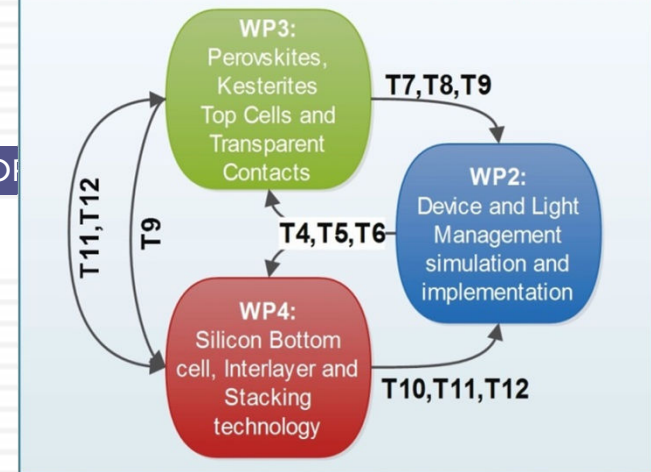 WP3:
Perovskites,
Kesterites
Top Cells and
Transparent
Contacts
T7,T8,T9
WP2:
Device and Light
Management
simulation and
implementation
T11,T12
T9
T4,T5,T6
WP4:
Silicon Bottom
cell, Interlayer and
Stacking
technology
T10,T11,T12